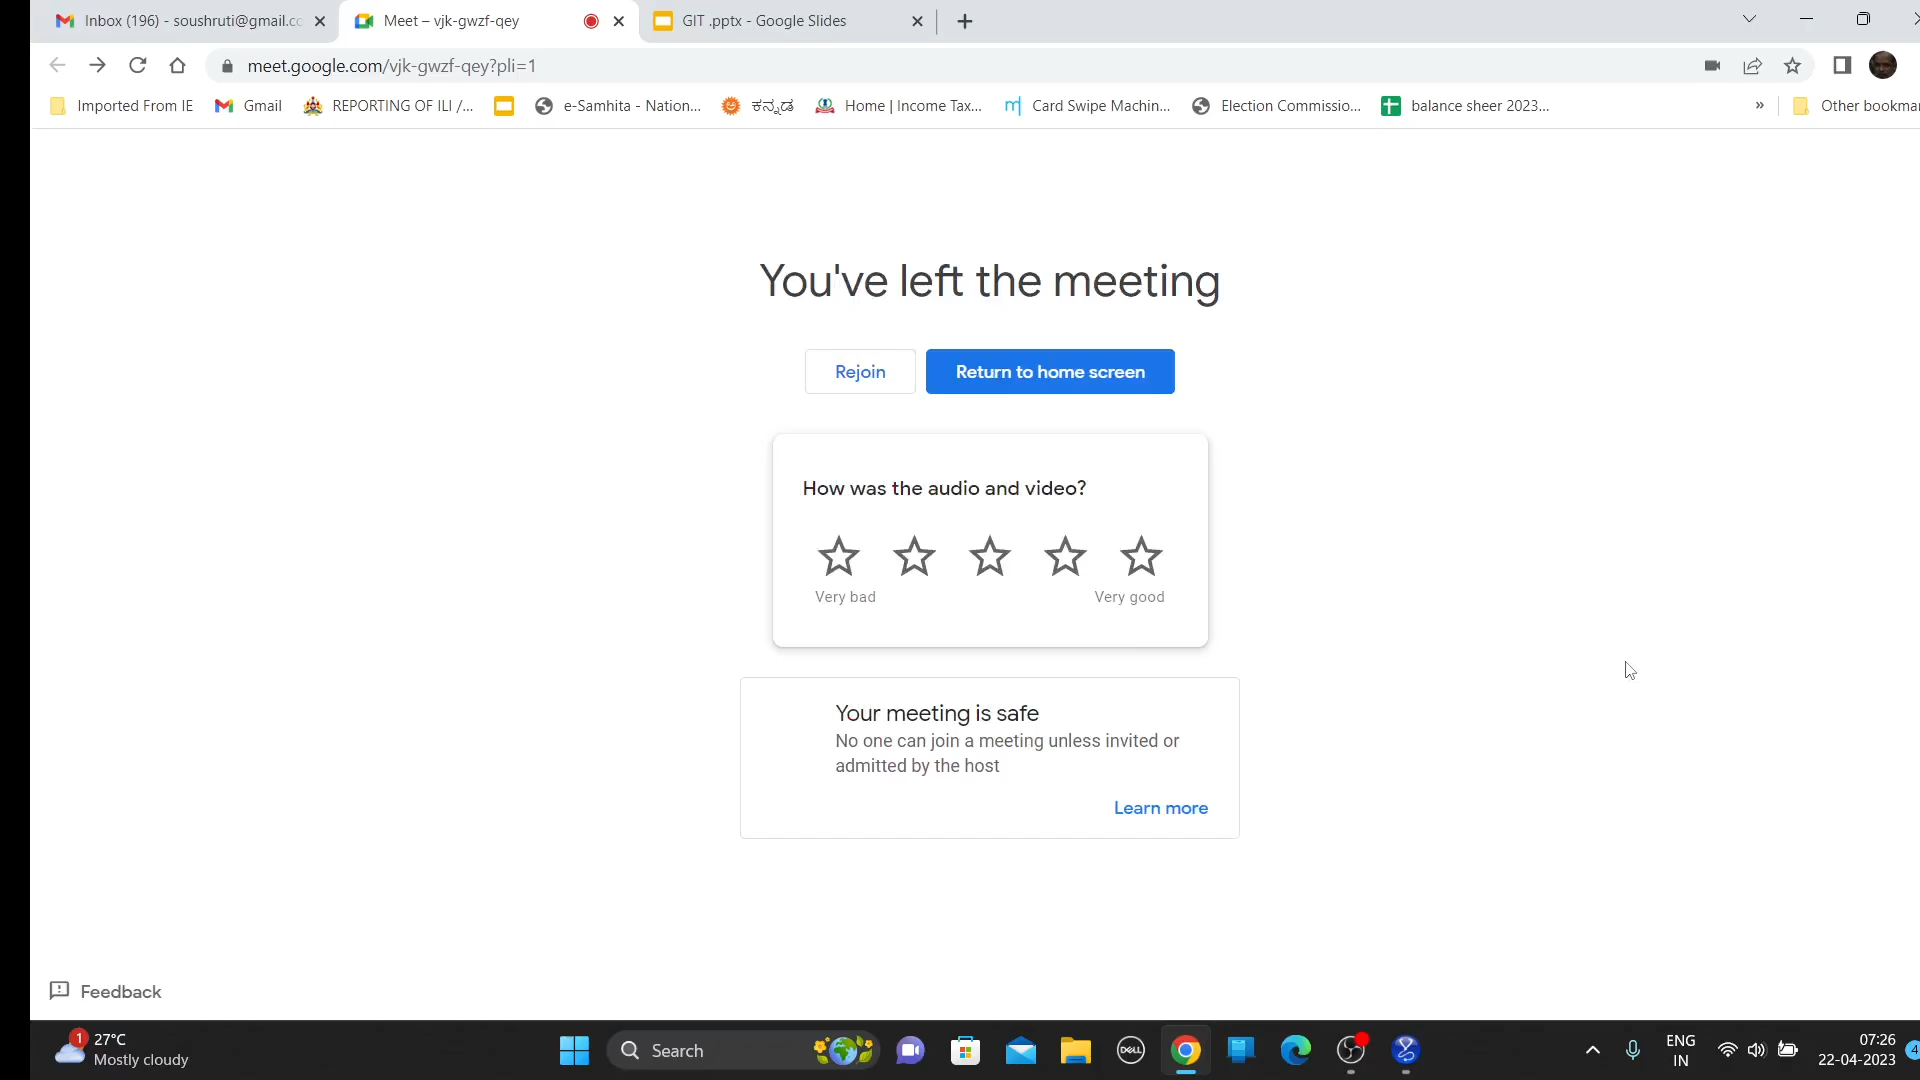 Inbox (196) - soushruti@gmail.cc
Meet – vjk-gwzf-qey
GIT .pptx - Google Slides
meet.google.com/vjk-gwzf-qey?pli=1
Imported From IE
Gmail
REPORTING OF ILI /...
e-Samhita - Nation...
ಕನ್ನಡ
Home | Income Tax...
Card Swipe Machin...
Election Commissio...
balance sheer 2023...
»
Other bookmar
You've left the meeting
Rejoin
Return to home screen
How was the audio and video?
Very bad
Very good
Your meeting is safe
No one can join a meeting unless invited or
admitted by the host
Learn more
Feedback
1
27°C
Mostly cloudy
Search
DELL
ENG
IN
07:26
22-04-2023
4